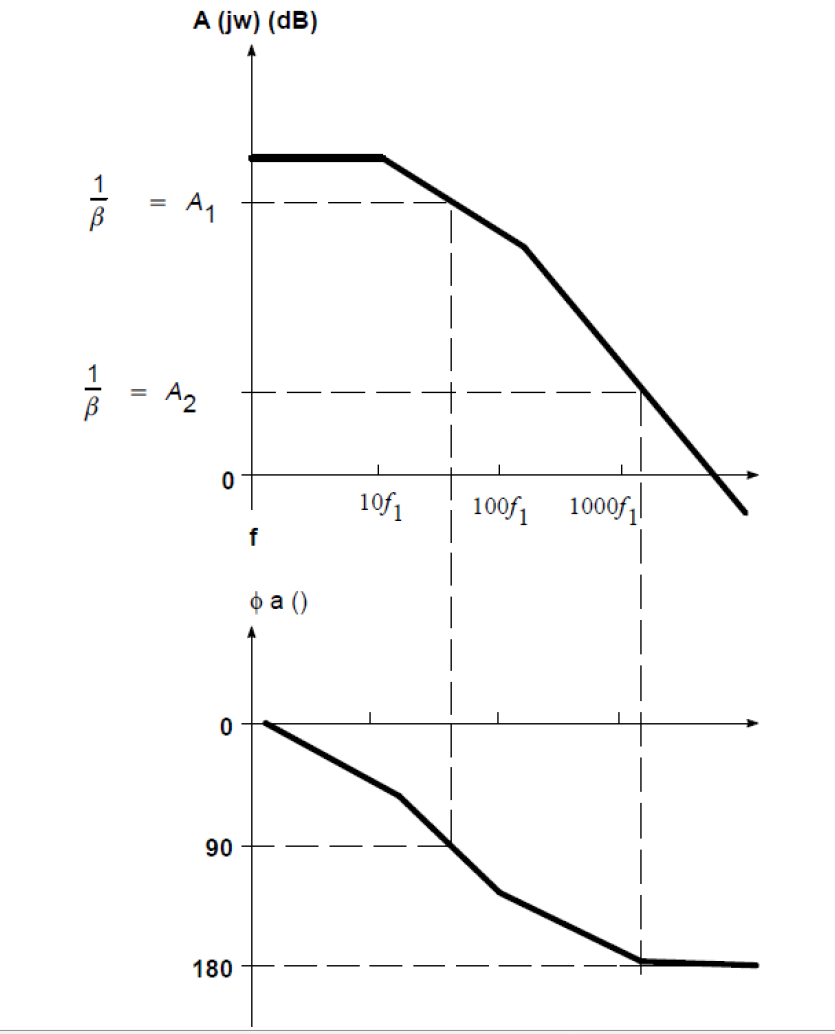 A (jw) (dB)
1/β = A₁
1/β = A₂
0
10f₁ 100f₁ 1000f₁
f
ϕ a ()
0
90
180